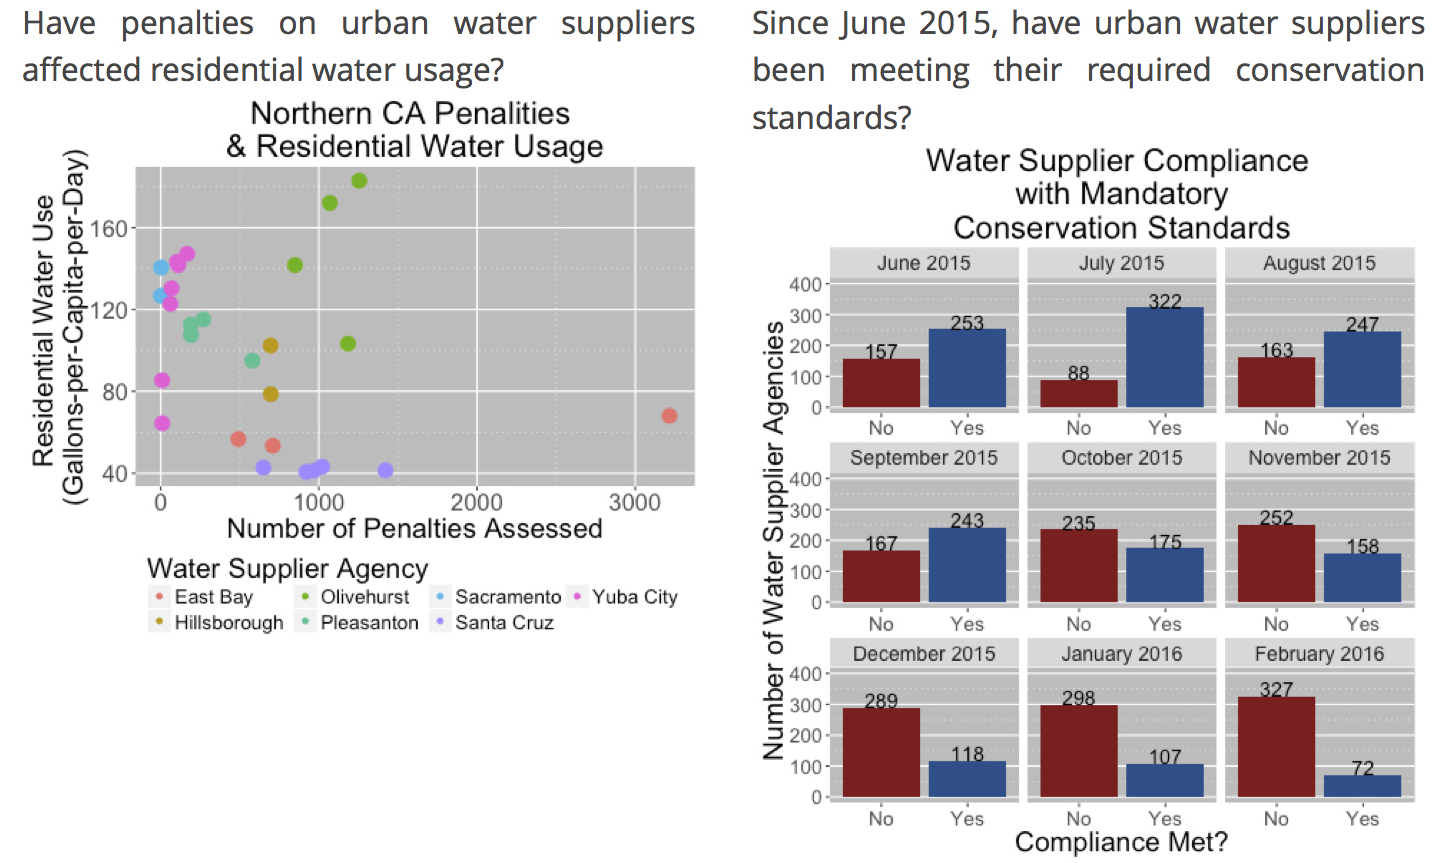 Have penalties on urban water suppliers
affected residential water usage?
Northern CA Penalities
& Residential Water Usage
Residential Water Use
(Gallons-per-Capita-per-Day)
160
120
80
40
0 1000 2000 3000
Number of Penalties Assessed
Water Supplier Agency
East Bay Olivehurst Sacramento Yuba City
Hillsborough Pleasanton Santa Cruz
Since June 2015, have urban water suppliers
been meeting their required conservation
standards?
Water Supplier Compliance
with Mandatory
Conservation Standards
Number of Water Supplier Agencies
June 2015 July 2015 August 2015
400
300
200
100
0
157 253 88 322 163 247
No Yes No Yes No Yes
September 2015 October 2015 November 2015
400
300
200
100
0
167 243 235 175 252 158
No Yes No Yes No Yes
December 2015 January 2016 February 2016
400
300
200
100
0
289 118 298 107 327 72
No Yes No Yes No Yes
Compliance Met?